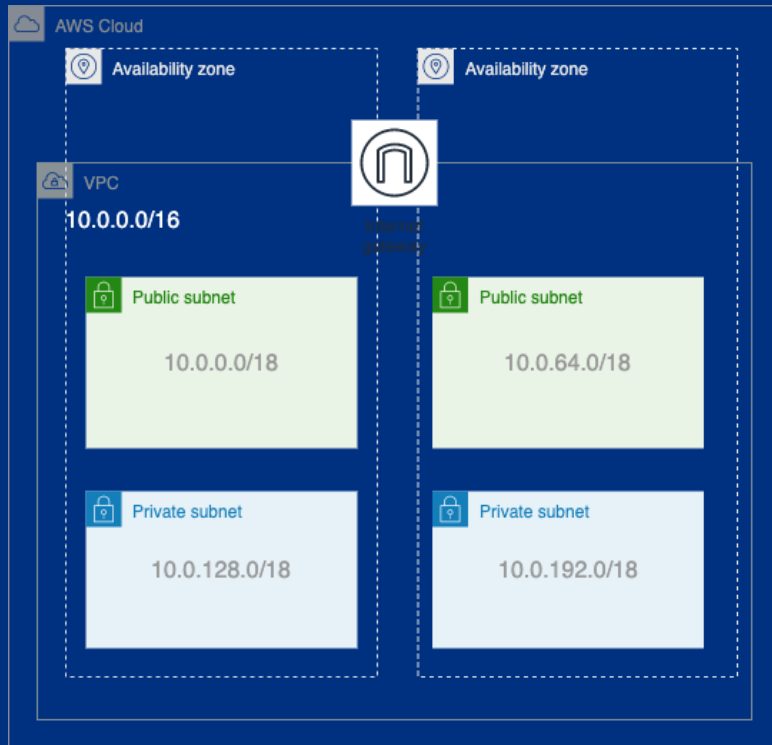 AWS Cloud
Availability zone
Availability zone
VPC
10.0.0.0/16
Internet
gateway
Public subnet
Public subnet
10.0.0.0/18
10.0.64.0/18
Private subnet
Private subnet
10.0.128.0/18
10.0.192.0/18